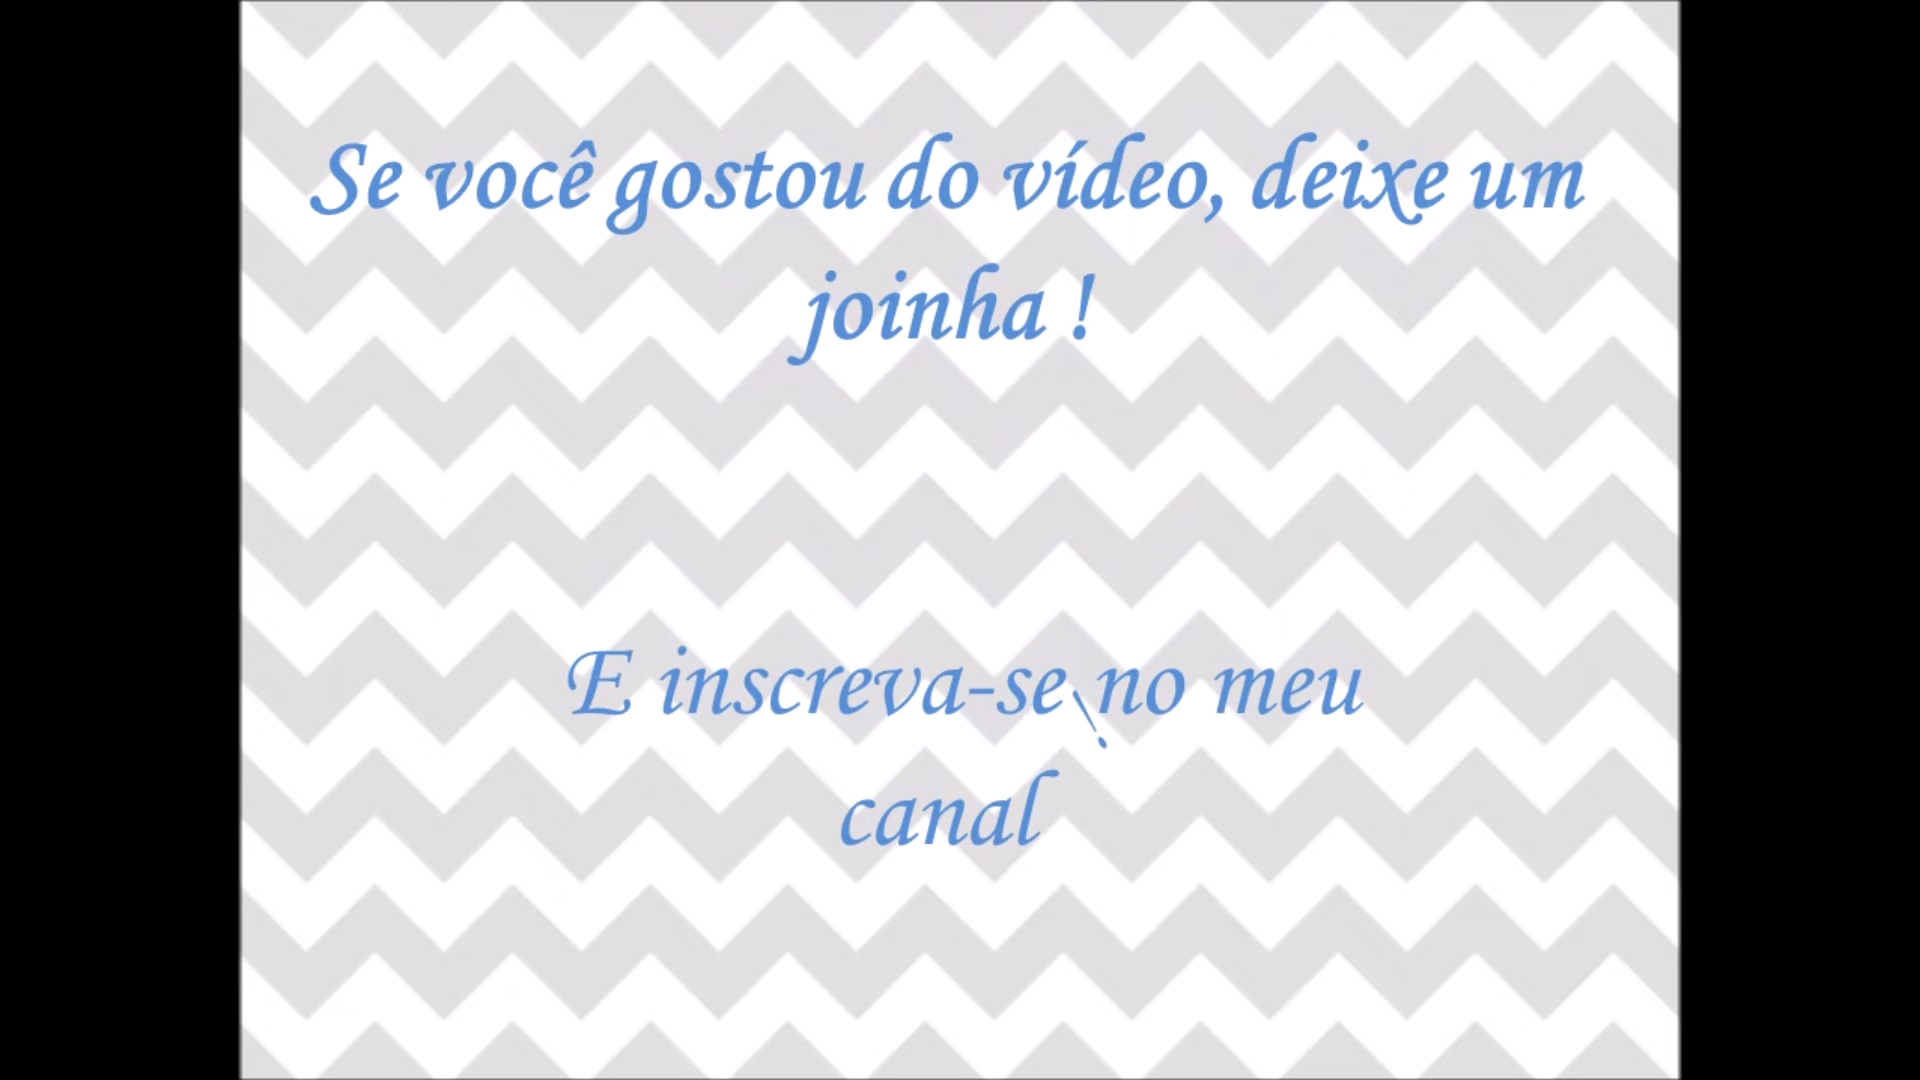 Se você gostou do vídeo, deixe um
joinha !
E inscreva-se no meu
canal !